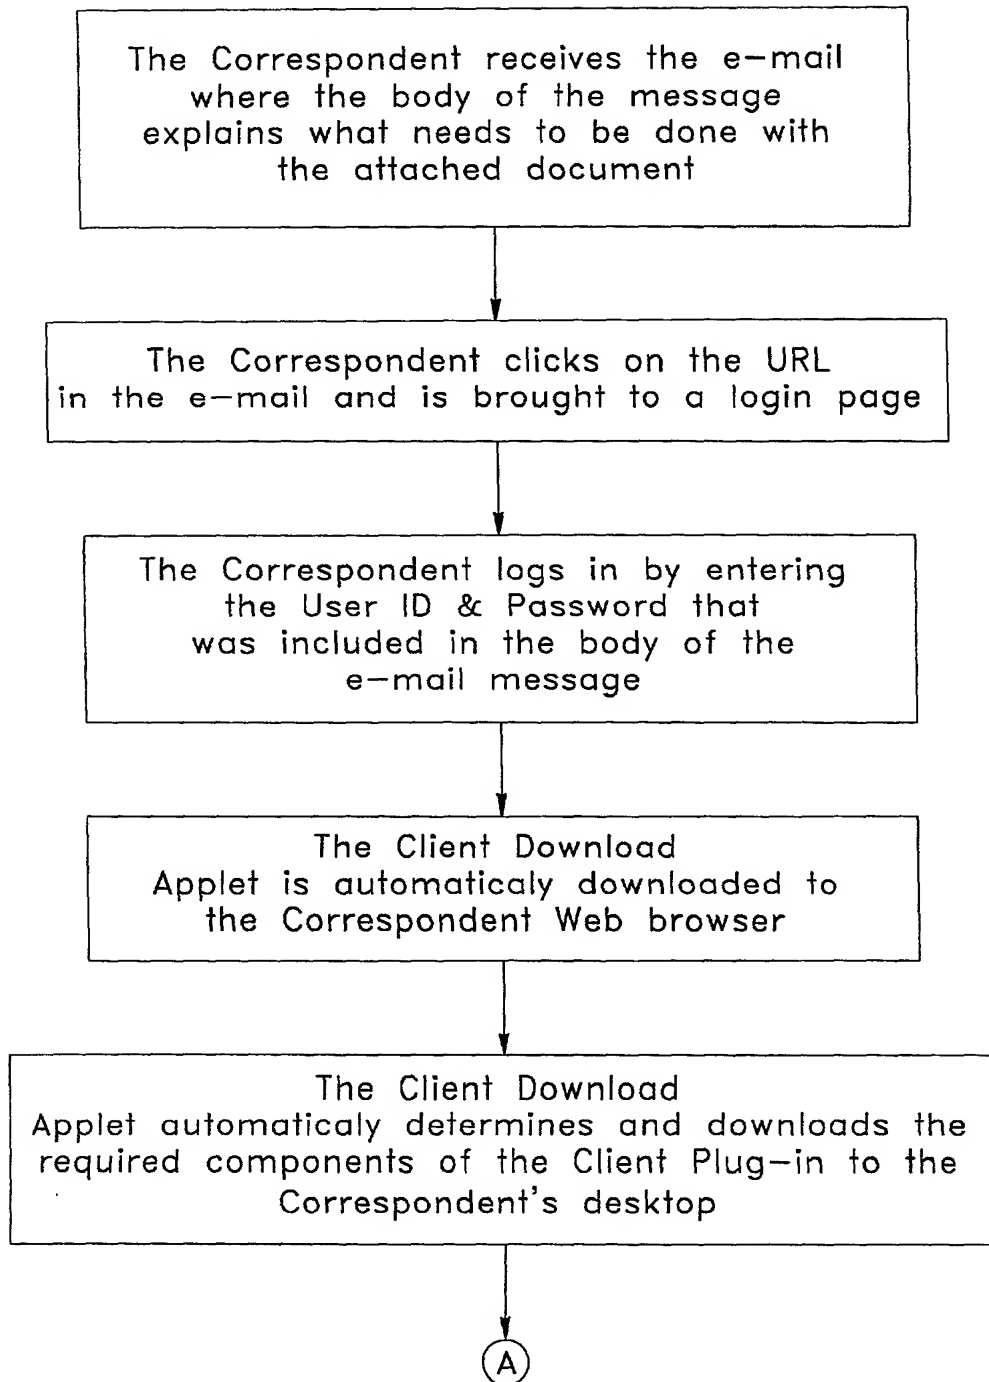 The Correspondent receives the e-mail
where the body of the message
explains what needs to be done with
the attached document
The Correspondent clicks on the URL
in the e-mail and is brought to a login page
The Correspondent logs in by entering
the User ID & Password that
was included in the body of the
e-mail message
The Client Download
Applet is automaticaly downloaded to
the Correspondent Web browser
The Client Download
Applet automaticaly determines and downloads the
required components of the Client Plug-in to the
Correspondent's desktop
A